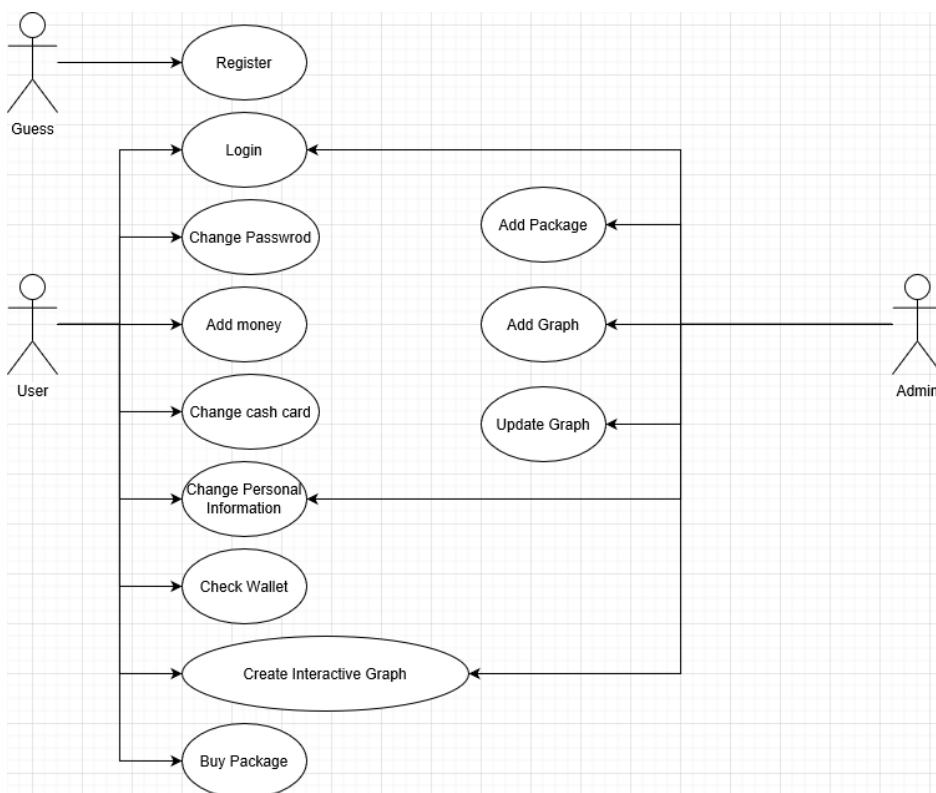 Register
Guess
Login
Add Package
Change Passwrod
Add money
Add Graph
User
Admin
Change cash card
Update Graph
Change Personal
Information
Check Wallet
Create Interactive Graph
Buy Package